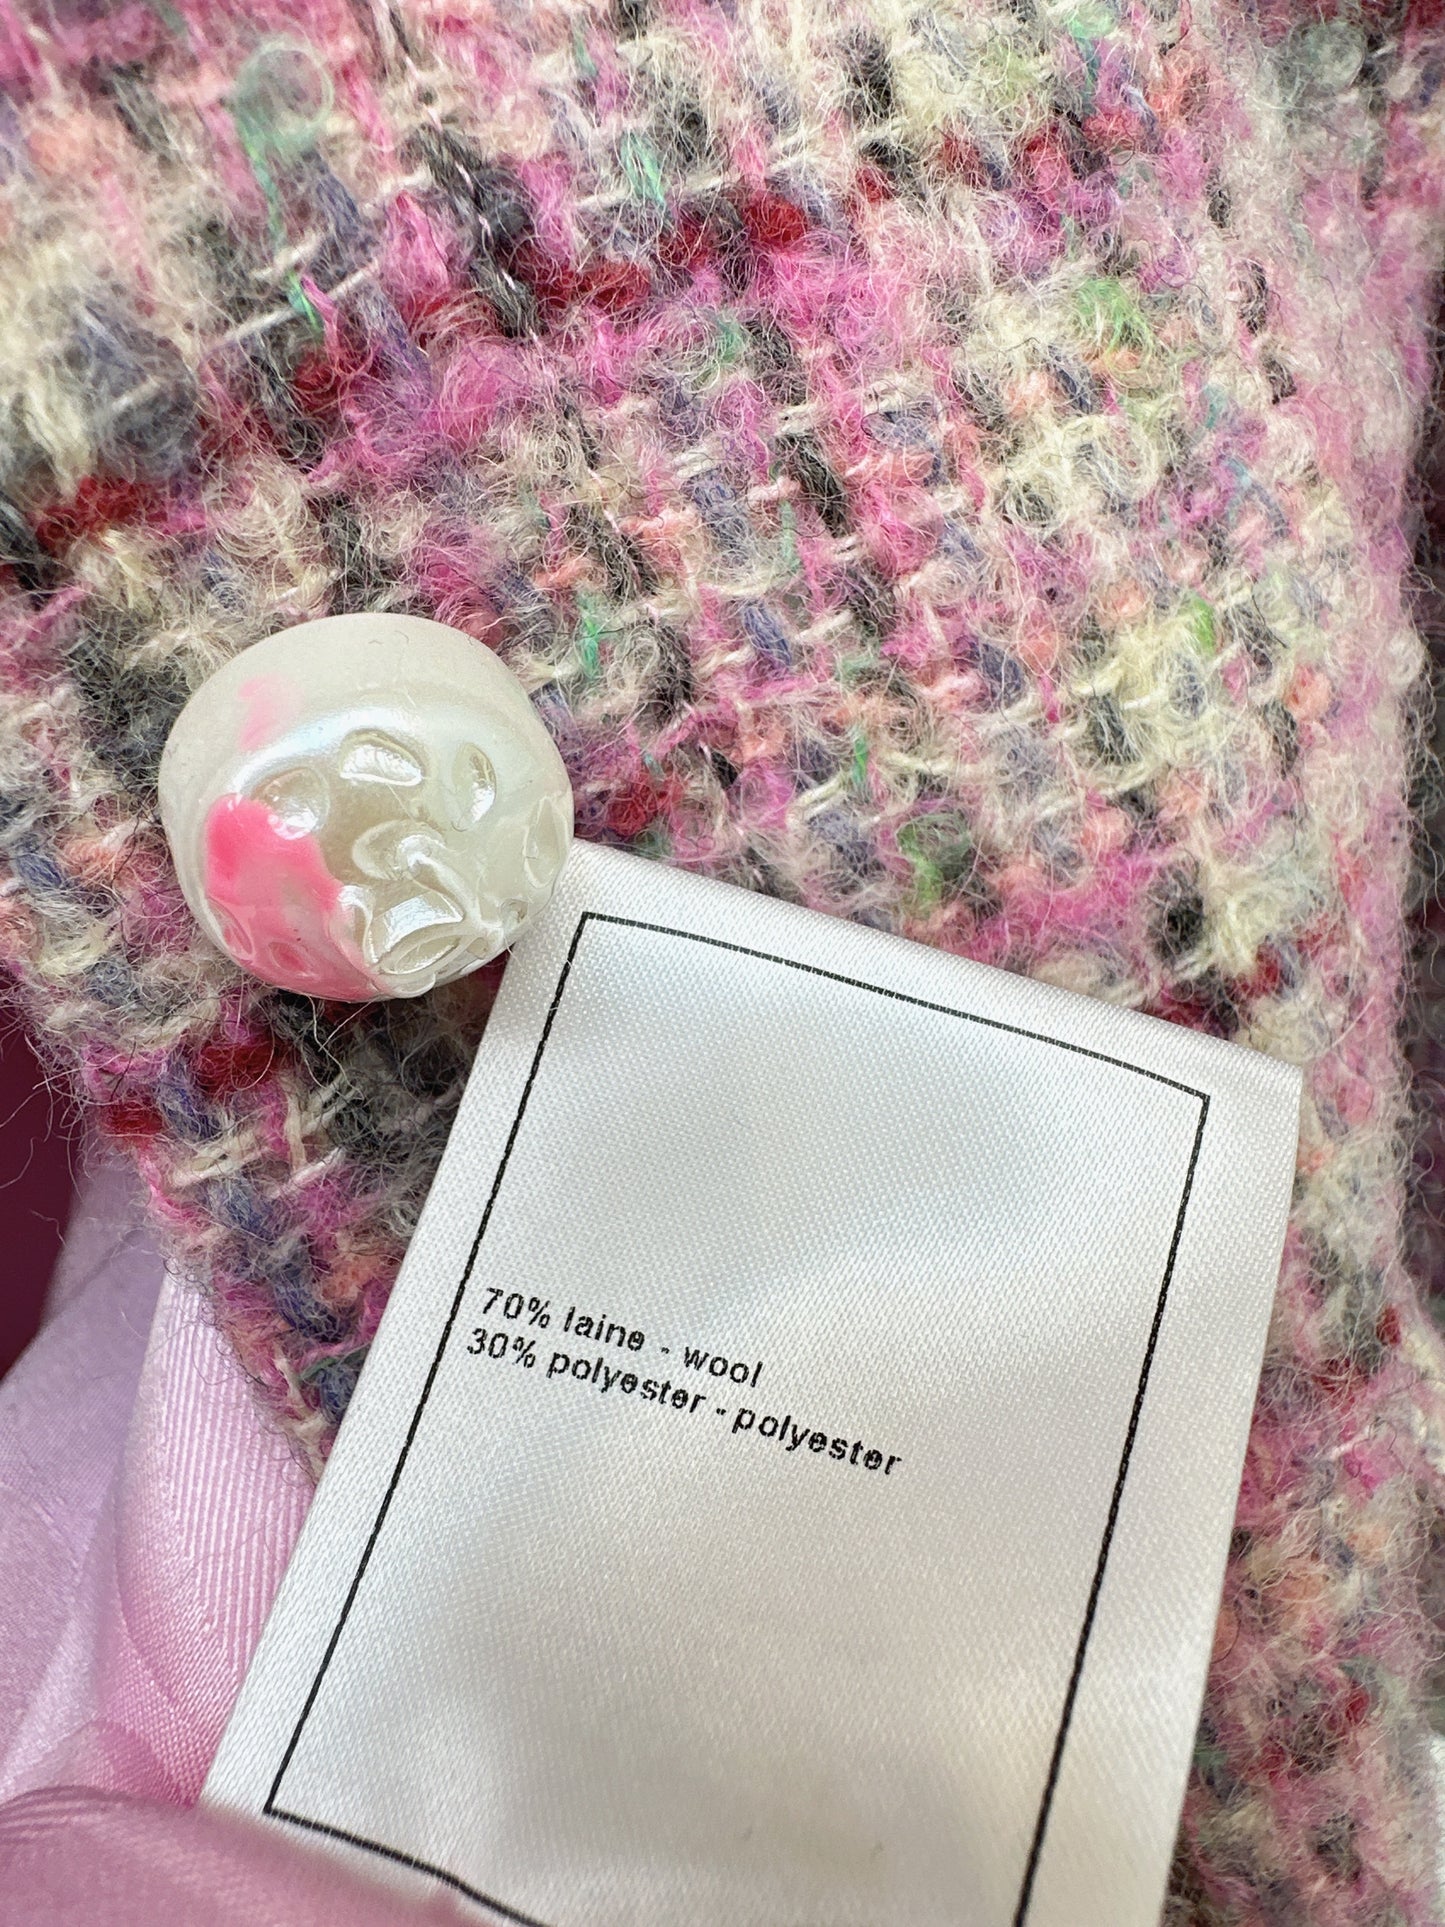 70% laine - wool
30% polyester - polyester